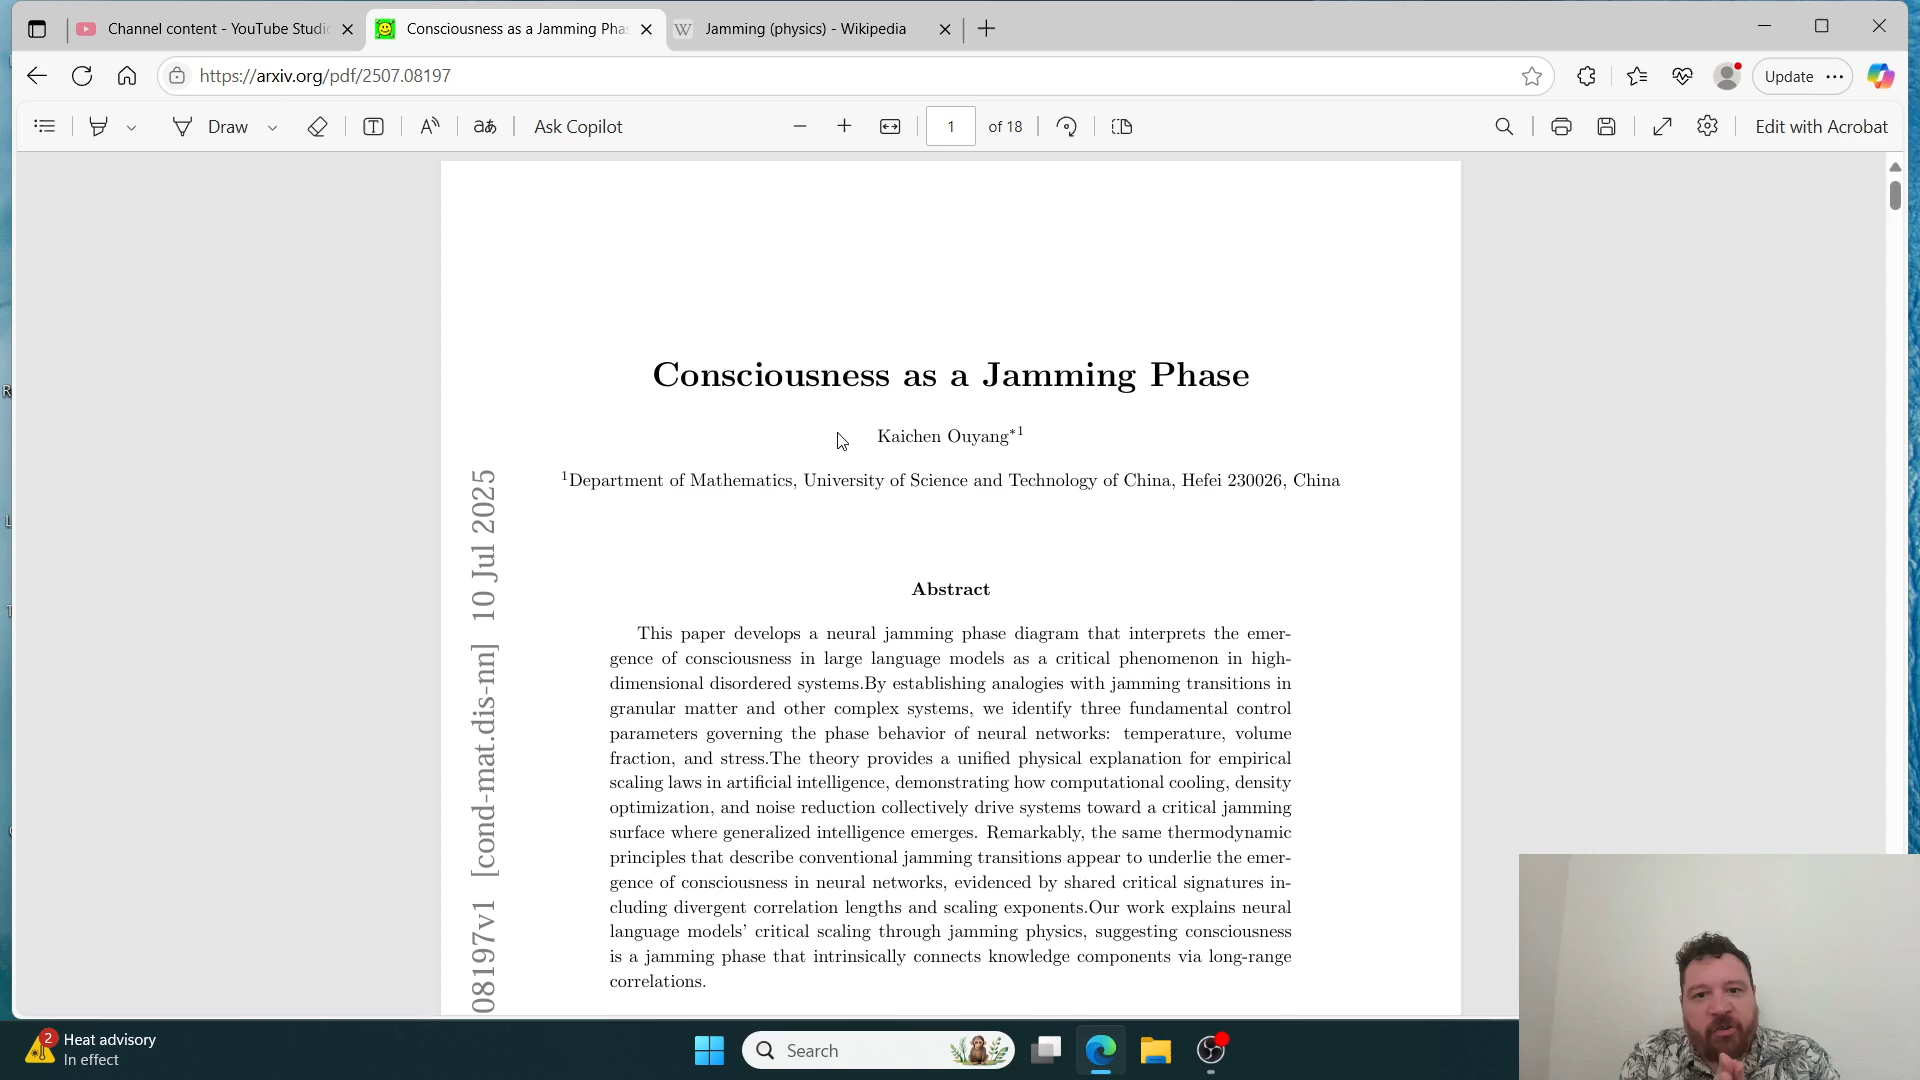 Channel content - YouTube Studio
Consciousness as a Jamming Pha
W Jamming (physics) - Wikipedia
https://arxiv.org/pdf/2507.08197
Update
Draw
aあ
Ask Copilot
1 of 18
Edit with Acrobat
Consciousness as a Jamming Phase
Kaichen Ouyang*1
1Department of Mathematics, University of Science and Technology of China, Hefei 230026, China
08197v1 [cond-mat.dis-nn] 10 Jul 2025
Abstract
This paper develops a neural jamming phase diagram that interprets the emer-
gence of consciousness in large language models as a critical phenomenon in high-
dimensional disordered systems.By establishing analogies with jamming transitions in
granular matter and other complex systems, we identify three fundamental control
parameters governing the phase behavior of neural networks: temperature, volume
fraction, and stress.The theory provides a unified physical explanation for empirical
scaling laws in artificial intelligence, demonstrating how computational cooling, density
optimization, and noise reduction collectively drive systems toward a critical jamming
surface where generalized intelligence emerges. Remarkably, the same thermodynamic
principles that describe conventional jamming transitions appear to underlie the emer-
gence of consciousness in neural networks, evidenced by shared critical signatures in-
cluding divergent correlation lengths and scaling exponents.Our work explains neural
language models' critical scaling through jamming physics, suggesting consciousness
is a jamming phase that intrinsically connects knowledge components via long-range
correlations.
2
Heat advisory
In effect
Search